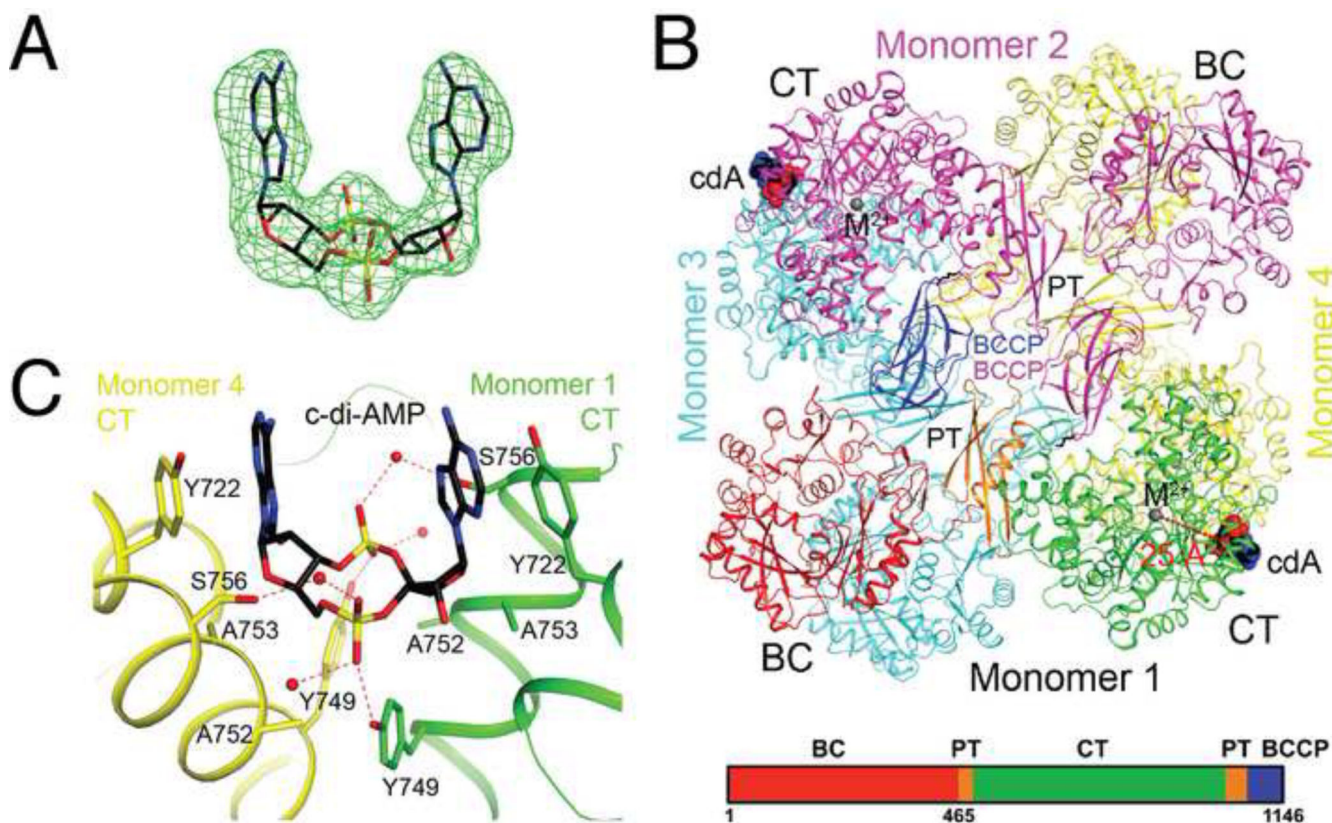 A
B
Monomer 2
CT
BC
cdA
M2+
Monomer 3
PT
Monomer 4
BCCP
BCCP
PT
M2+
25 Å
cdA
CT
BC
Monomer 1
C
Monomer 4
CT
c-di-AMP
Monomer 1
CT
Y722
S756
S756
Y722
A753
A752
A753
Y749
A752
Y749
BC PT CT PT BCCP
1 465 1146